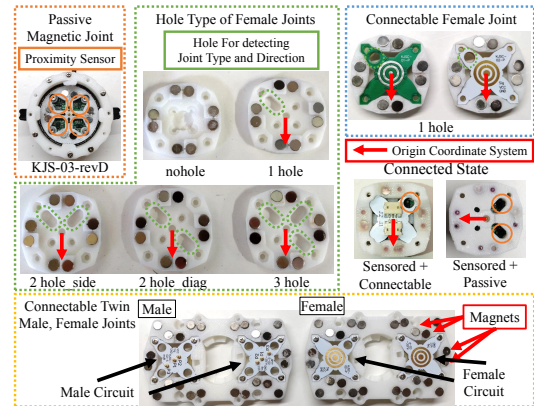 Passive
Magnetic Joint
Proximity Sensor
KJS-03-revD
Hole Type of Female Joints
Hole For detecting
Joint Type and Direction
nohole
1 hole
2 hole_side
2 hole_diag
3 hole
Connectable Female Joint
1 hole
Origin Coordinate System
Connected State
Sensored +
Connectable
Sensored +
Passive
Connectable Twin
Male, Female Joints
Male
Female
Magnets
Male Circuit
Female
Circuit